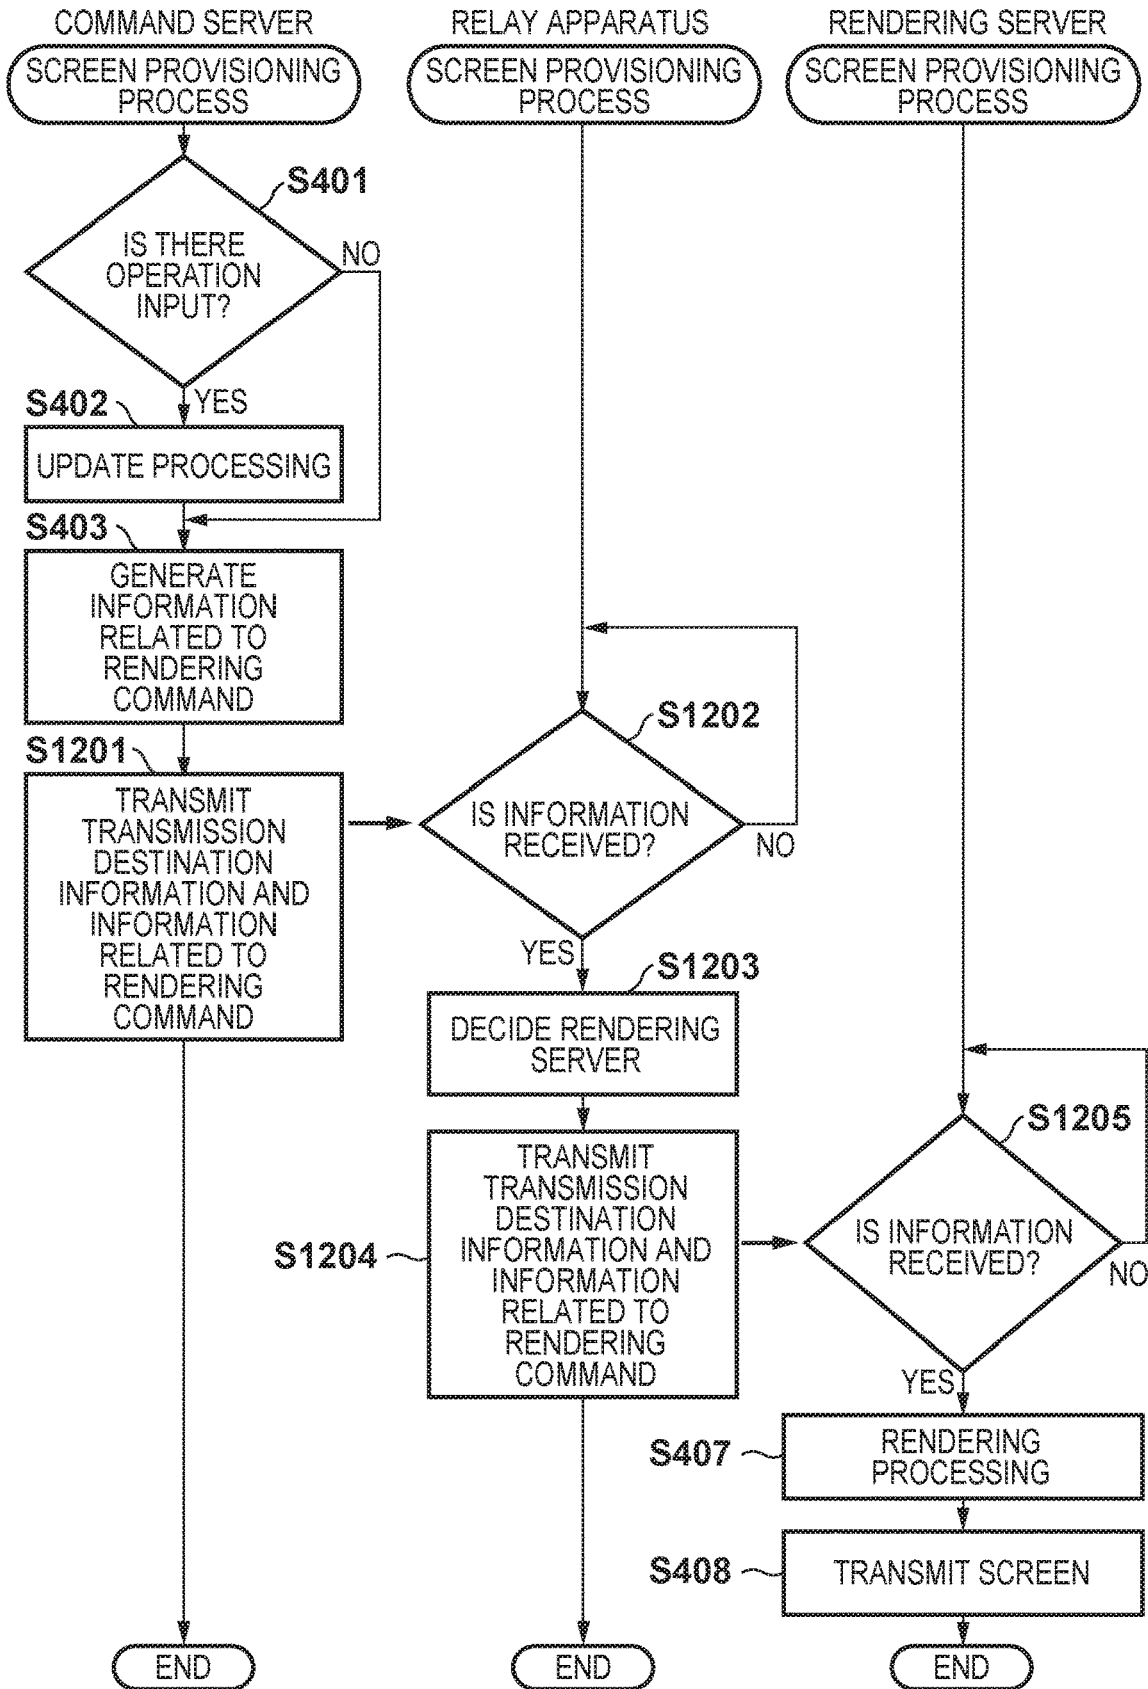 COMMAND SERVER
SCREEN PROVISIONING
PROCESS
S401
IS THERE
OPERATION
INPUT?
NO
YES
S402
UPDATE PROCESSING
S403
GENERATE
INFORMATION
RELATED TO
RENDERING
COMMAND
S1201
TRANSMIT
TRANSMISSION
DESTINATION
INFORMATION AND
INFORMATION
RELATED TO
RENDERING
COMMAND
END
RELAY APPARATUS
SCREEN PROVISIONING
PROCESS
S1202
IS INFORMATION
RECEIVED?
NO
YES
S1203
DECIDE RENDERING
SERVER
S1204
TRANSMIT
TRANSMISSION
DESTINATION
INFORMATION AND
INFORMATION
RELATED TO
RENDERING
COMMAND
END
RENDERING SERVER
SCREEN PROVISIONING
PROCESS
S1205
IS INFORMATION
RECEIVED?
NO
YES
S407
RENDERING
PROCESSING
S408
TRANSMIT SCREEN
END